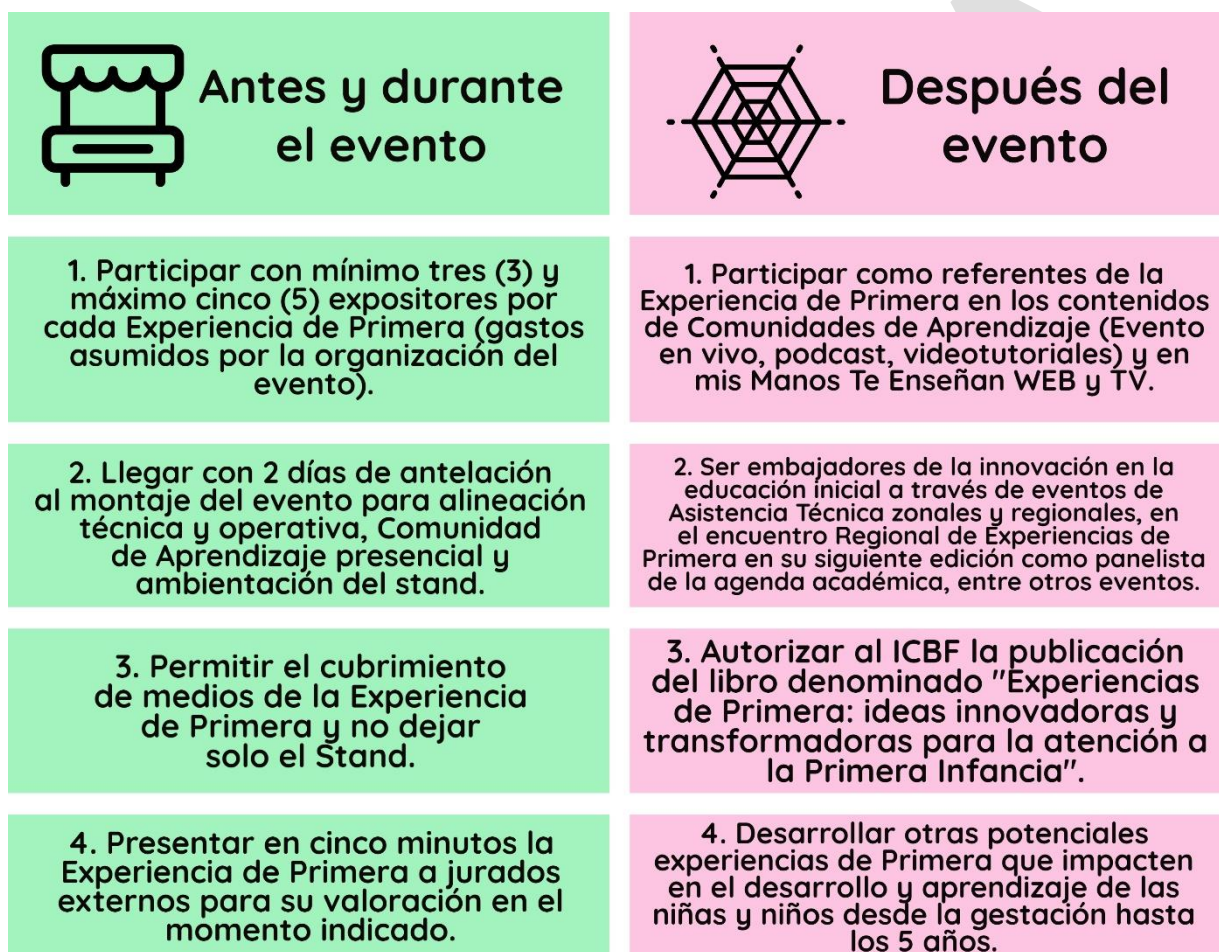 Antes y durante
el evento
1. Participar con mínimo tres (3) y
máximo cinco (5) expositores por
cada Experiencia de Primera (gastos
asumidos por la organización del
evento).
2. Llegar con 2 días de antelación
al montaje del evento para alineación
técnica y operativa, Comunidad
de Aprendizaje presencial y
ambientación del stand.
3. Permitir el cubrimiento
de medios de la Experiencia
de Primera y no dejar
solo el Stand.
4. Presentar en cinco minutos la
Experiencia de Primera a jurados
externos para su valoración en el
momento indicado.
Después del
evento
1. Participar como referentes de la
Experiencia de Primera en los contenidos
de Comunidades de Aprendizaje (Evento
en vivo, podcast, videotutoriales) y en
mis Manos Te Enseñan WEB y TV.
2. Ser embajadores de la innovación en la
educación inicial a través de eventos de
Asistencia Técnica zonales y regionales, en
el encuentro Regional de Experiencias de
Primera en su siguiente edición como panelista
de la agenda académica, entre otros eventos.
3. Autorizar al ICBF la publicación
del libro denominado "Experiencias
de Primera: ideas innovadoras y
transformadoras para la atención a
la Primera Infancia".
4. Desarrollar otras potenciales
experiencias de Primera que impacten
en el desarrollo y aprendizaje de las
niñas y niños desde la gestación hasta
los 5 años.